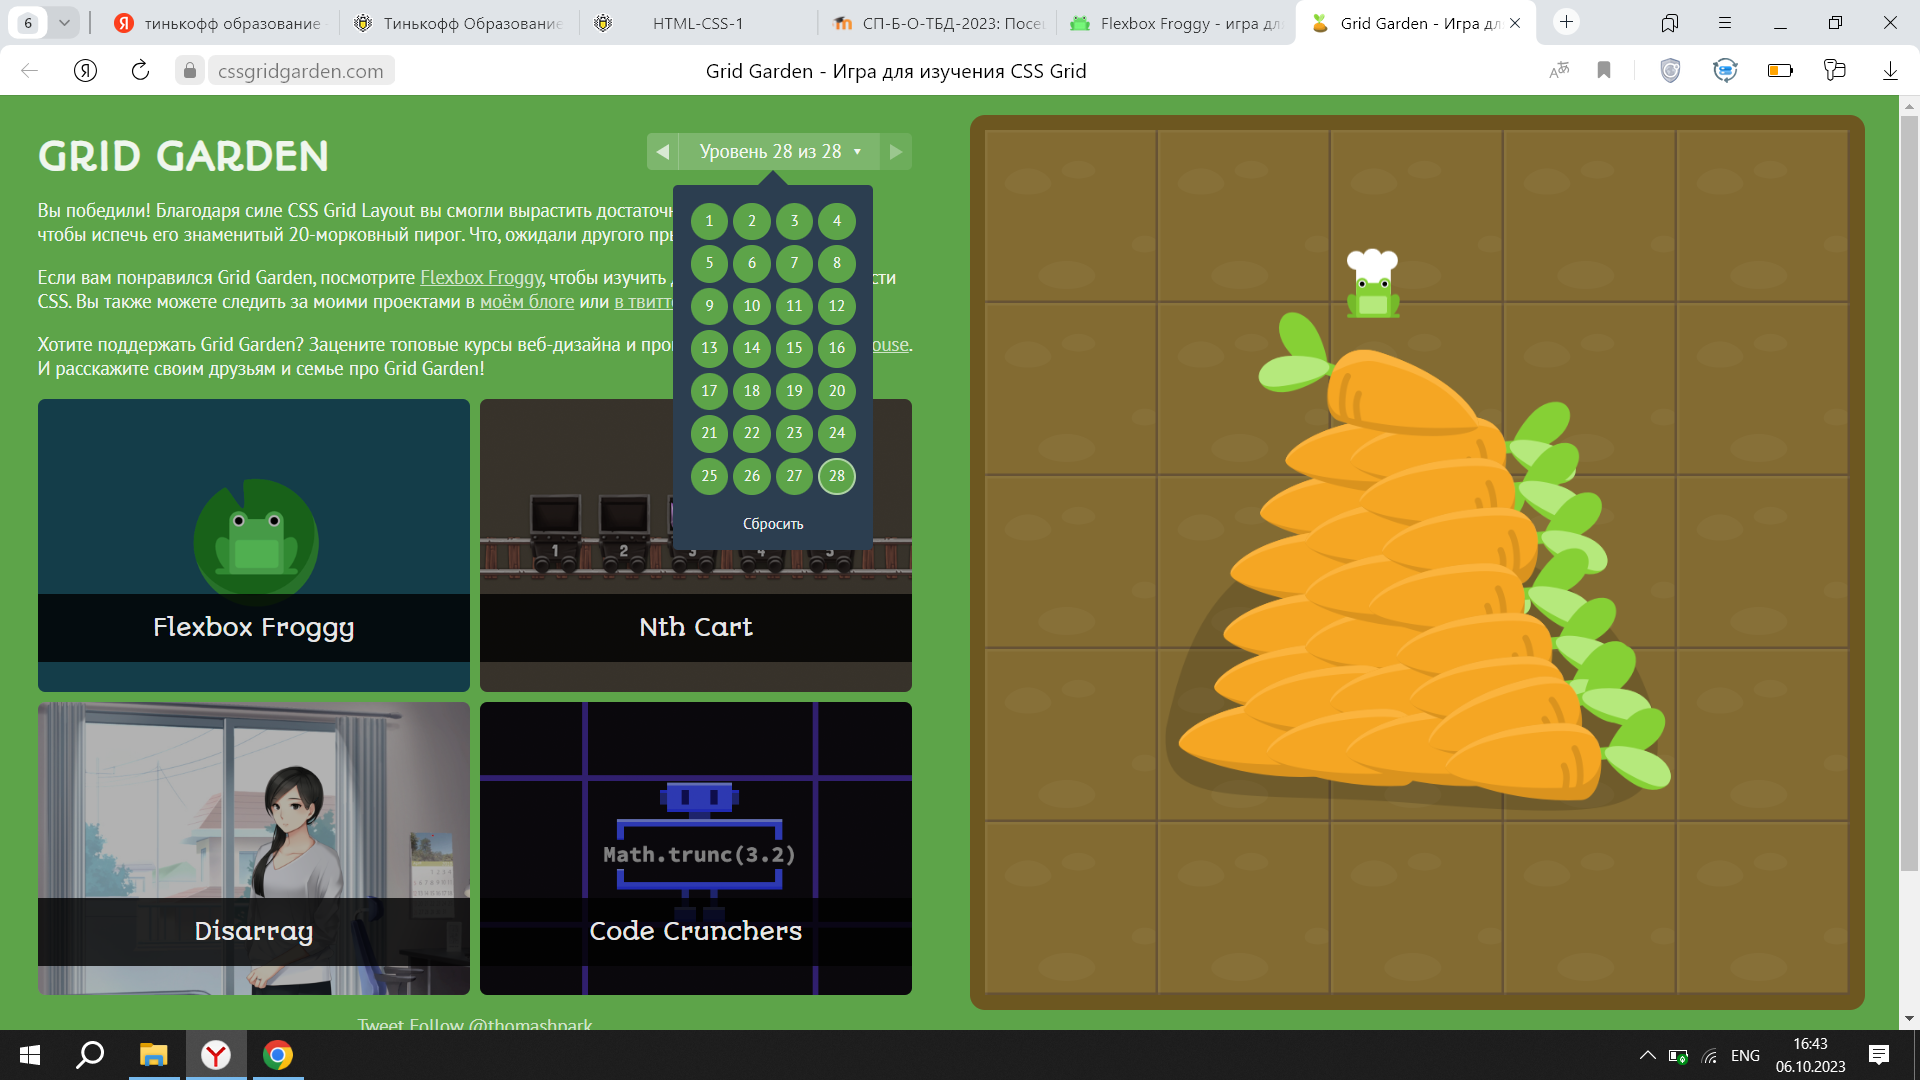 6
тинькофф образование
Тинькофф Образование
HTML-CSS-1
СП-Б-О-ТБД-2023: Посе
Flexbox Froggy - игра дл
Grid Garden - Игра дл
cssgridgarden.com
Grid Garden - Игра для изучения CSS Grid
GRID GARDEN
Уровень 28 из 28
Вы победили! Благодаря силе CSS Grid Layout вы смогли вырастить достаточн
чтобы испечь его знаменитый 20-морковный пирог. Что, ожидали другого пр
Если вам понравился Grid Garden, посмотрите Flexbox Froggy, чтобы изучить сти
CSS. Вы также можете следить за моими проектами в моём блоге или в твитт
Хотите поддержать Grid Garden? Зацените топовые курсы веб-дизайна и про ouse.
И расскажите своим друзьям и семье про Grid Garden!
1 2 3 4
5 6 7 8
9 10 11 12
13 14 15 16
17 18 19 20
21 22 23 24
25 26 27 28
Сбросить
1 2 3 4 5
Flexbox Froggy
Nth Cart
Math.trunc(3.2)
Disarray
Code Crunchers
Tweet Follow @thomashpark
ENG
16:43
06.10.2023